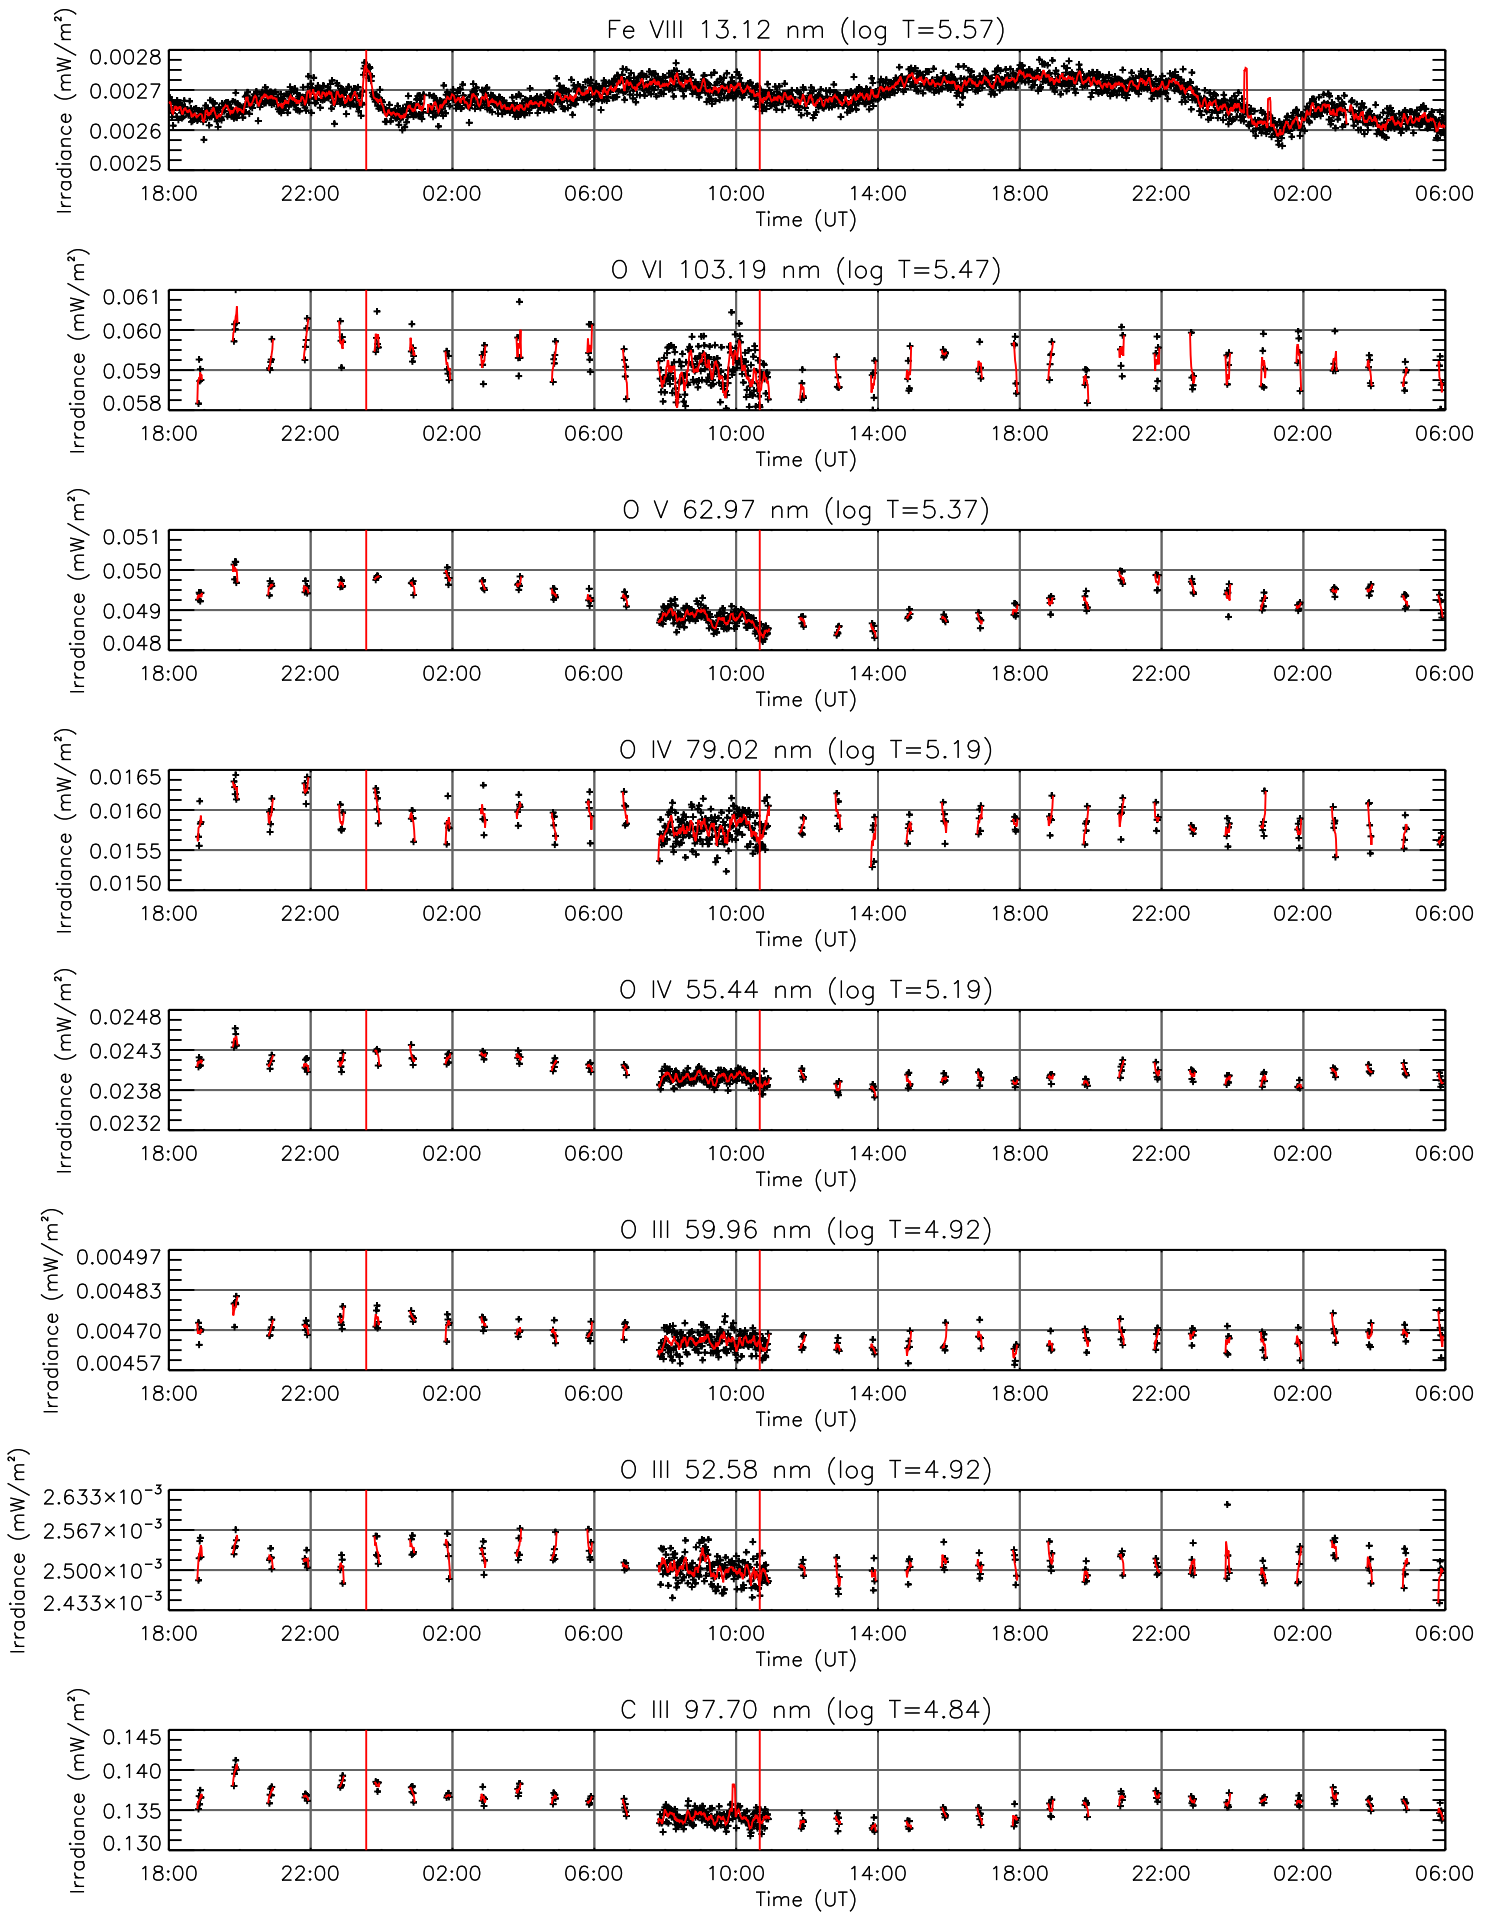 Fe VIII 13.12 nm (log T=5.57)
Irradiance (mW/m²)
0.0028
0.0027
0.0026
0.0025
18:00 22:00 02:00 06:00 10:00 14:00 18:00 22:00 02:00 06:00
Time (UT)
O VI 103.19 nm (log T=5.47)
Irradiance (mW/m²)
0.061
0.060
0.059
0.058
18:00 22:00 02:00 06:00 10:00 14:00 18:00 22:00 02:00 06:00
Time (UT)
O V 62.97 nm (log T=5.37)
Irradiance (mW/m²)
0.051
0.050
0.049
0.048
18:00 22:00 02:00 06:00 10:00 14:00 18:00 22:00 02:00 06:00
Time (UT)
O IV 79.02 nm (log T=5.19)
Irradiance (mW/m²)
0.0165
0.0160
0.0155
0.0150
18:00 22:00 02:00 06:00 10:00 14:00 18:00 22:00 02:00 06:00
Time (UT)
O IV 55.44 nm (log T=5.19)
Irradiance (mW/m²)
0.0248
0.0243
0.0238
0.0232
18:00 22:00 02:00 06:00 10:00 14:00 18:00 22:00 02:00 06:00
Time (UT)
O III 59.96 nm (log T=4.92)
Irradiance (mW/m²)
0.00497
0.00483
0.00470
0.00457
18:00 22:00 02:00 06:00 10:00 14:00 18:00 22:00 02:00 06:00
Time (UT)
O III 52.58 nm (log T=4.92)
Irradiance (mW/m²)
2.633×10⁻³
2.567×10⁻³
2.500×10⁻³
2.433×10⁻³
18:00 22:00 02:00 06:00 10:00 14:00 18:00 22:00 02:00 06:00
Time (UT)
C III 97.70 nm (log T=4.84)
Irradiance (mW/m²)
0.145
0.140
0.135
0.130
18:00 22:00 02:00 06:00 10:00 14:00 18:00 22:00 02:00 06:00
Time (UT)